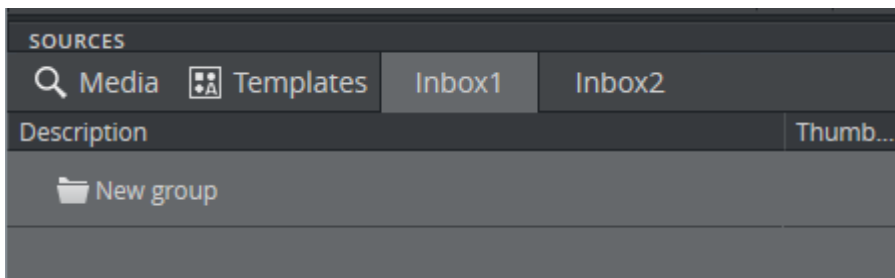 SOURCES
Media Templates Inbox1 Inbox2
Description Thumb...
New group